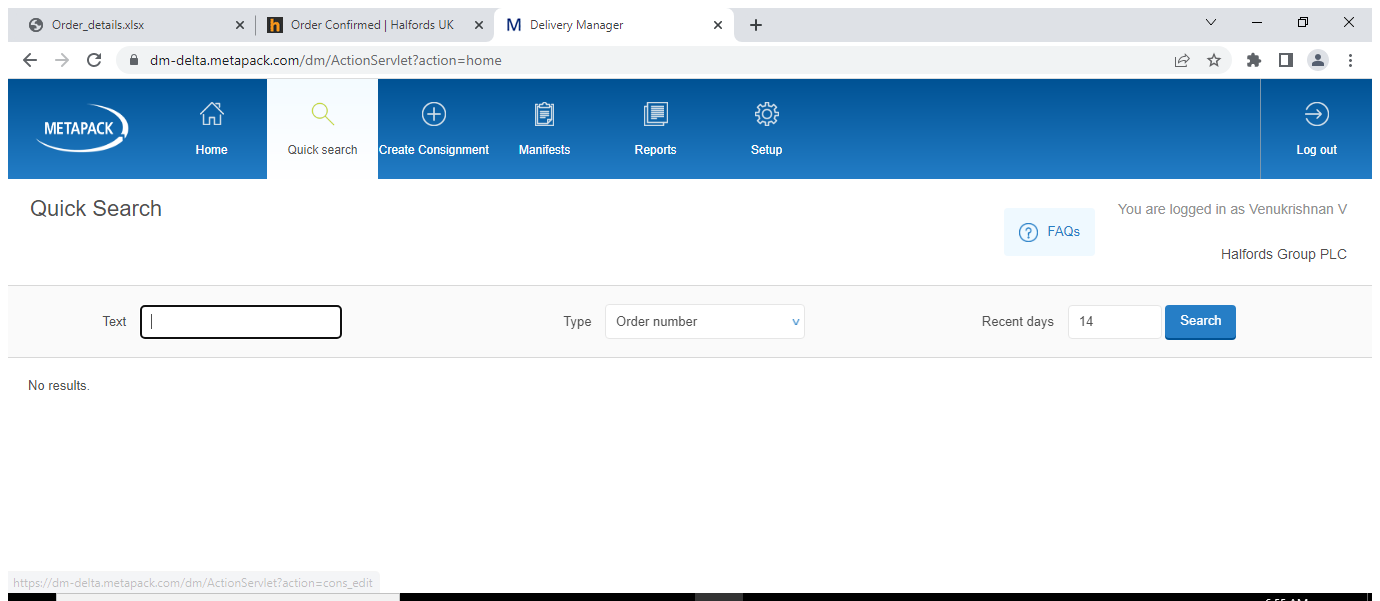 Order_details.xlsx
Order Confirmed | Halfords UK
M Delivery Manager
dm-delta.metapack.com/dm/ActionServlet?action=home
METAPACK
Home
Quick search
Create Consignment
Manifests
Reports
Setup
Log out
Quick Search
? FAQs
You are logged in as Venukrishnan V
Halfords Group PLC
Text
Type Order number
Recent days 14 Search
No results.
https://dm-delta.metapack.com/dm/ActionServlet?action=cons_edit